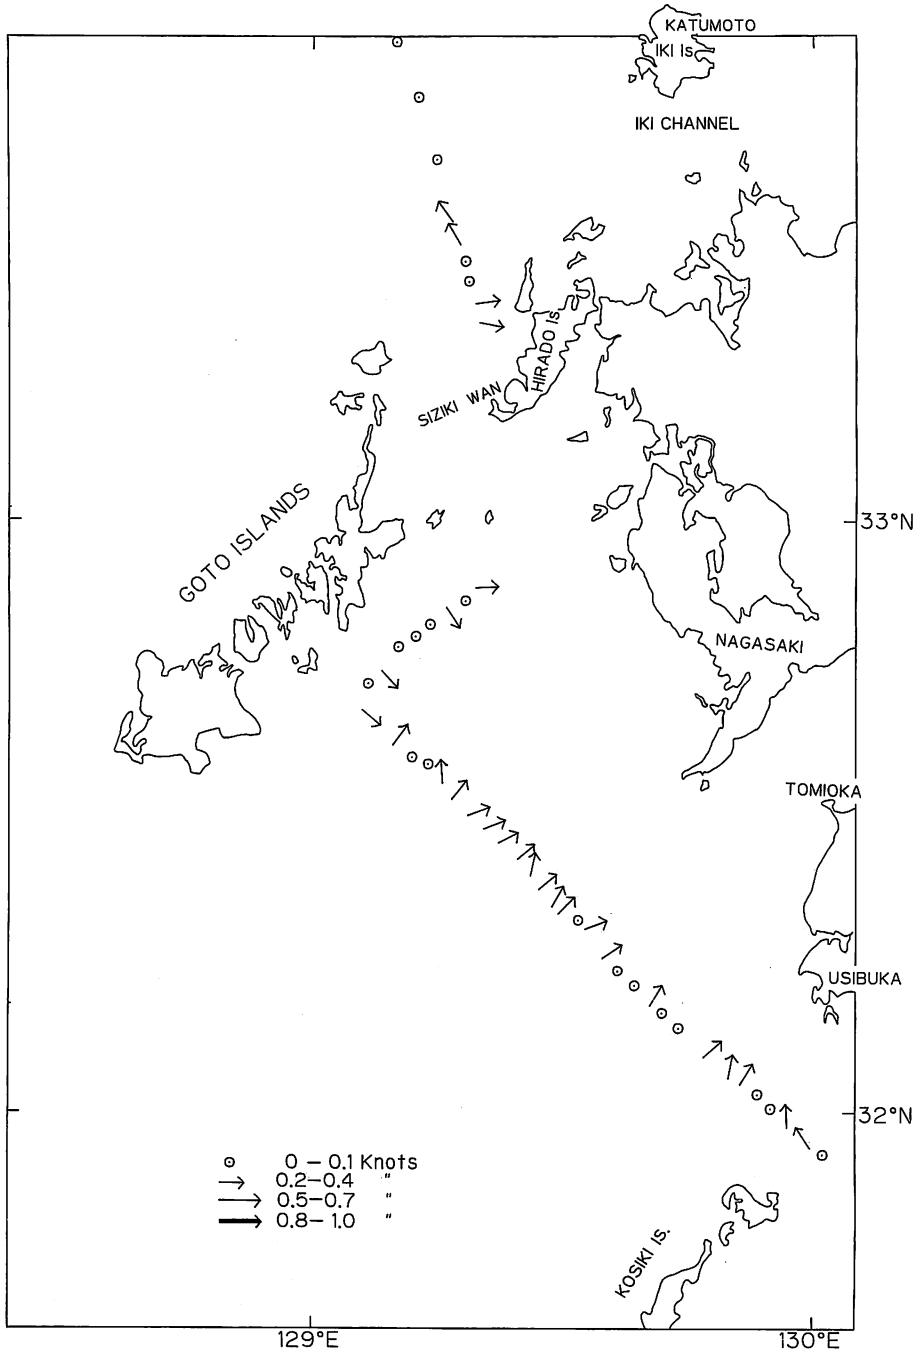 KATUMOTO
IKI Is.
IKI CHANNEL
HIRADO Is.
SIZIKI WAN
GOTO ISLANDS
33°N
NAGASAKI
TOMIOKA
USIBUKA
32°N
0 – 0.1 Knots
0.2–0.4 "
0.5–0.7 "
0.8–1.0 "
KOSIKI Is.
129°E
130°E